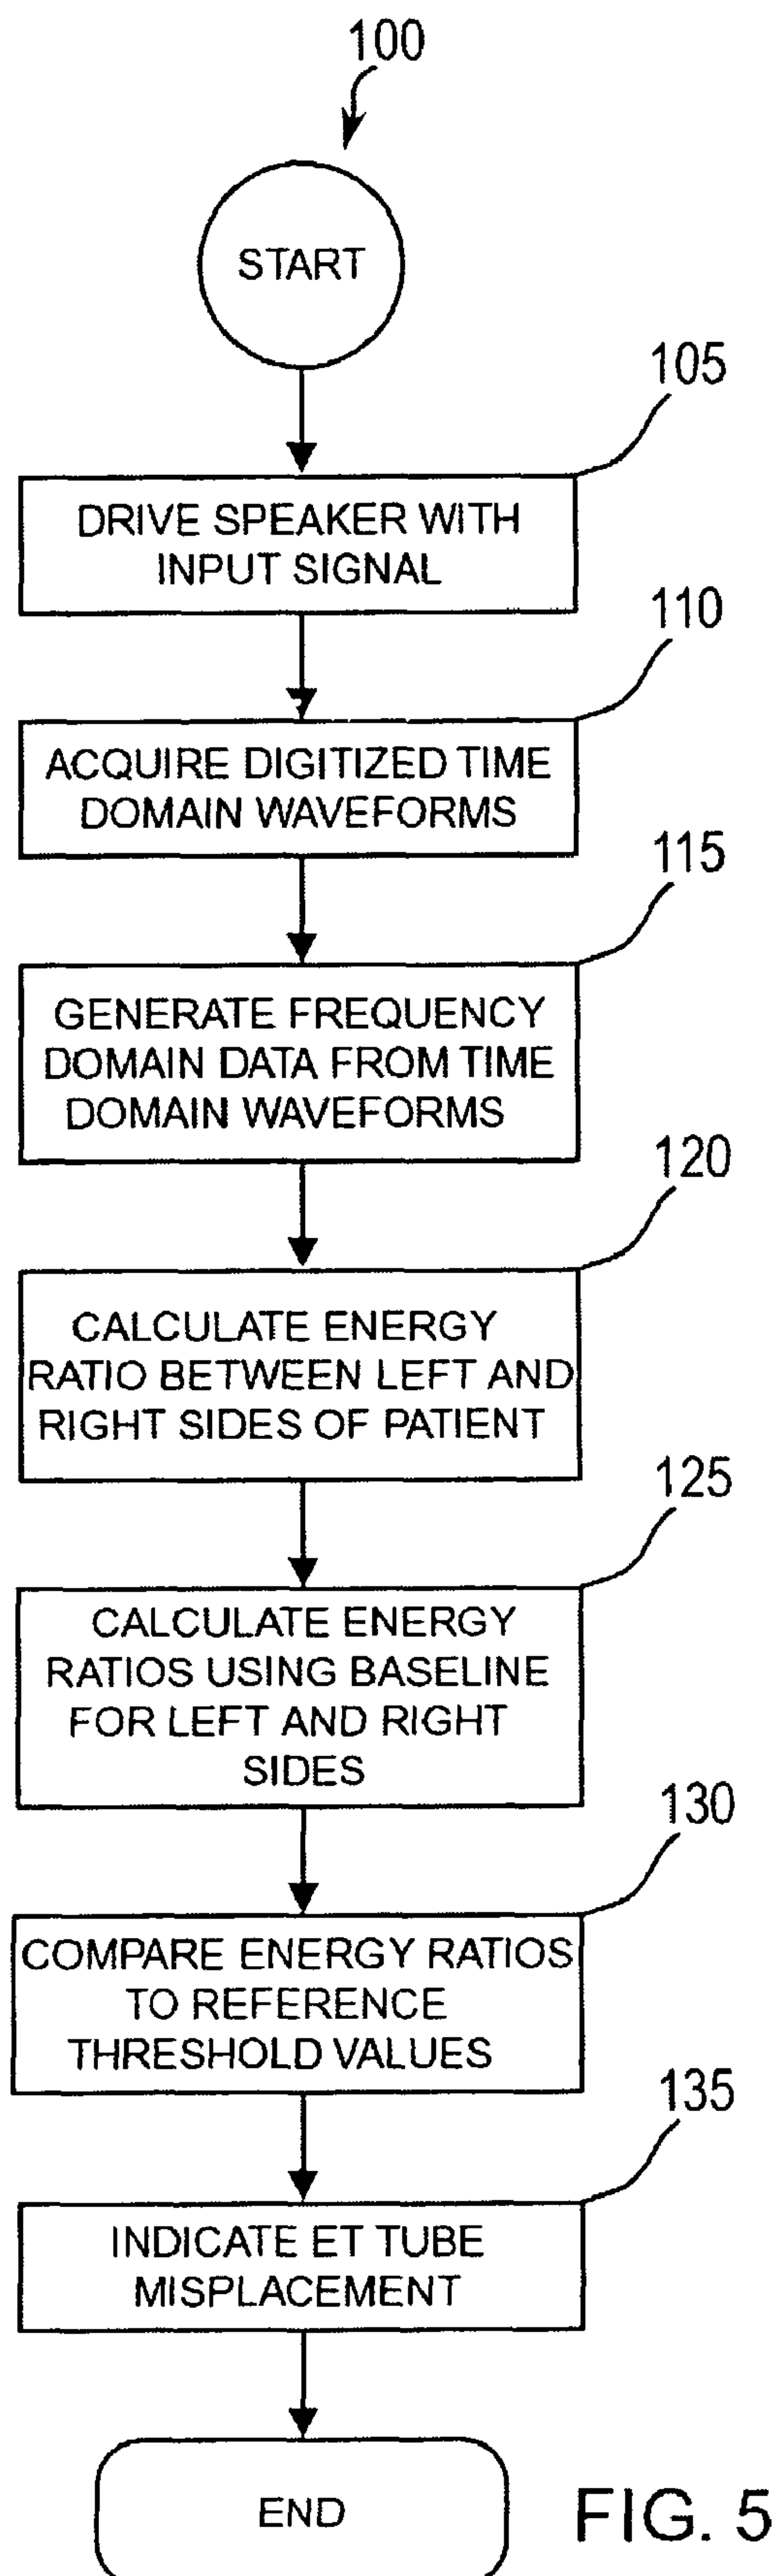 100
START
105
DRIVE SPEAKER WITH
INPUT SIGNAL
110
ACQUIRE DIGITIZED TIME
DOMAIN WAVEFORMS
115
GENERATE FREQUENCY
DOMAIN DATA FROM TIME
DOMAIN WAVEFORMS
120
CALCULATE ENERGY
RATIO BETWEEN LEFT AND
RIGHT SIDES OF PATIENT
125
CALCULATE ENERGY
RATIOS USING BASELINE
FOR LEFT AND RIGHT
SIDES
130
COMPARE ENERGY RATIOS
TO REFERENCE
THRESHOLD VALUES
135
INDICATE ET TUBE
MISPLACEMENT
END
FIG. 5